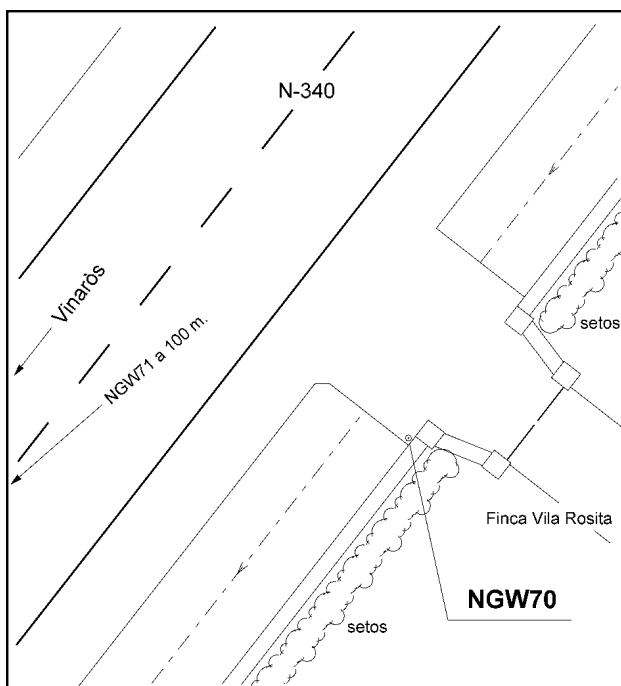 N-340
Vinaròs
NGW71 a 100 m.
setos
Finca Vila Rosita
NGW70
setos